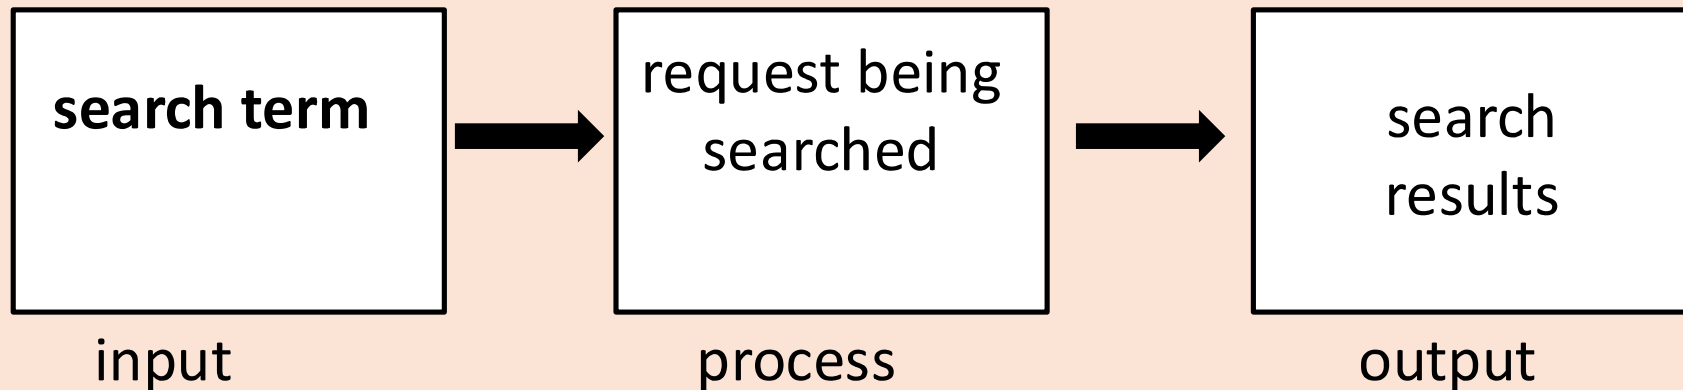 search term
request being
searched
search
results
input
process
output